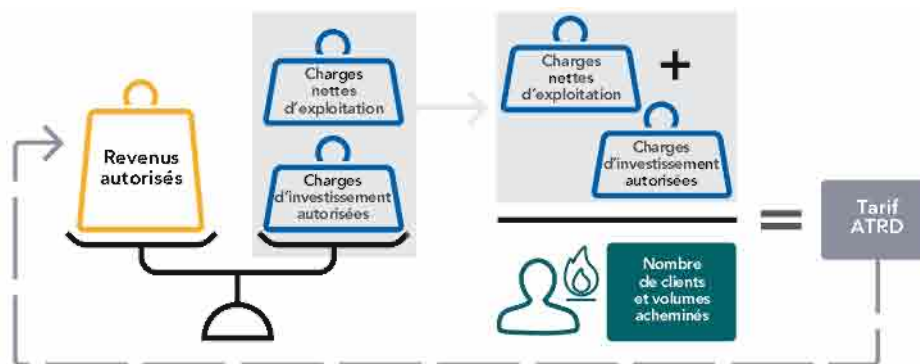 Revenus
autorisés
Charges
nettes
d'exploitation
Charges
d'investissement
autorisées
Charges
nettes
d'exploitation
+
Charges
d'investissement
autorisées
Nombre
de clients
et volumes
acheminés
=
Tarif
ATRD